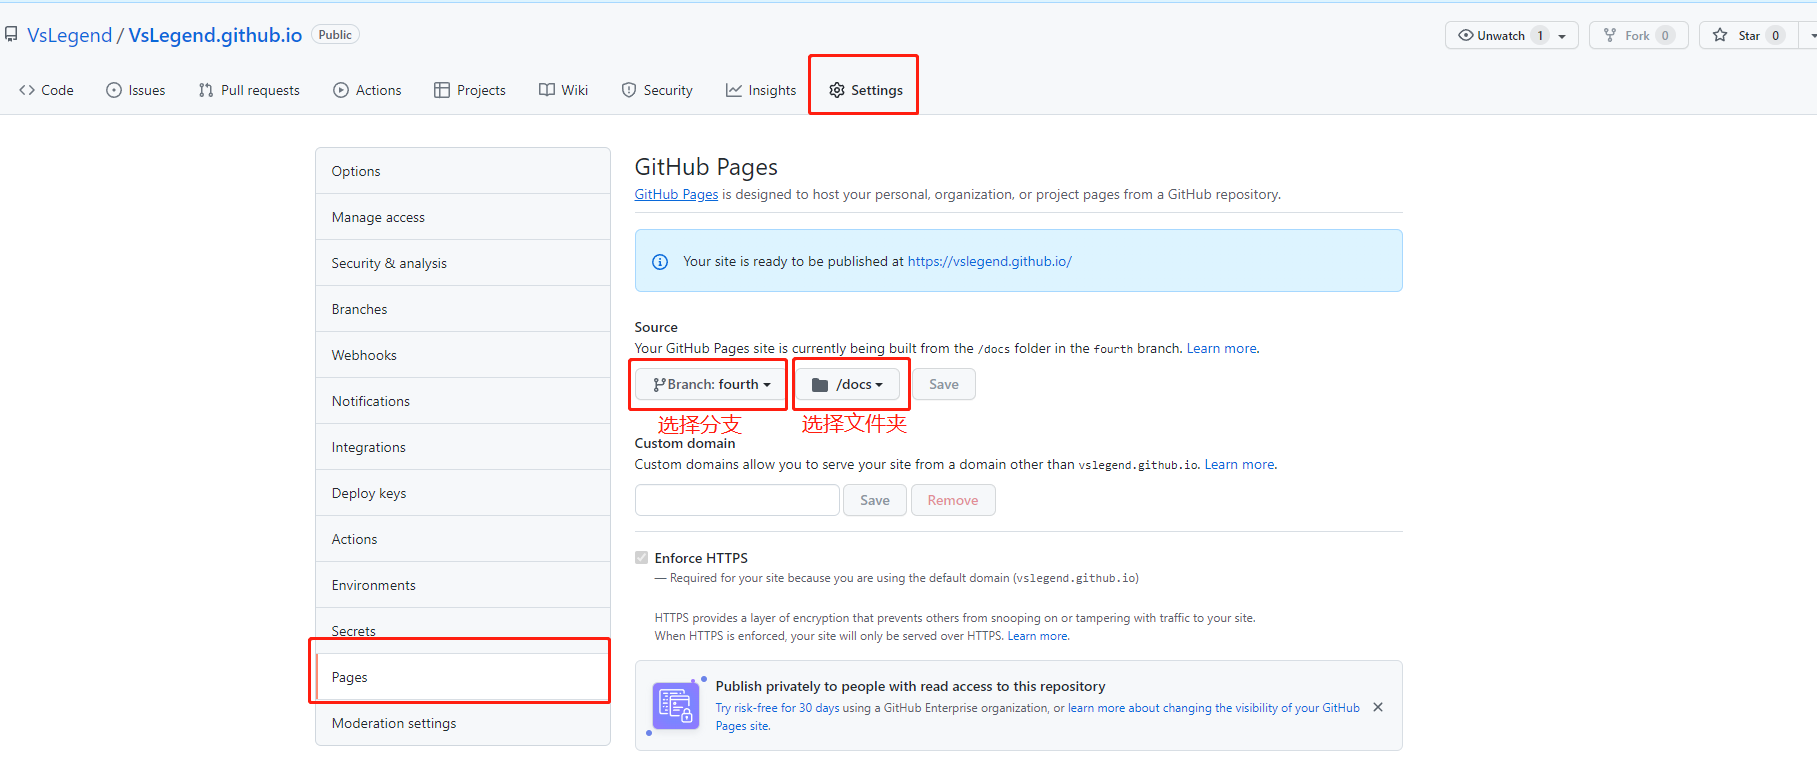 VsLegend / VsLegend.github.io Public
Unwatch 1 Fork 0 Star 0
Code Issues Pull requests Actions Projects Wiki Security Insights Settings
Options
Manage access
Security & analysis
Branches
Webhooks
Notifications
Integrations
Deploy keys
Actions
Environments
Secrets
Pages
Moderation settings
GitHub Pages
GitHub Pages is designed to host your personal, organization, or project pages from a GitHub repository.
Your site is ready to be published at https://vslegend.github.io/
Source
Your GitHub Pages site is currently being built from the /docs folder in the fourth branch. Learn more.
Branch: fourth /docs Save
选择分支 选择文件夹
Custom domain
Custom domains allow you to serve your site from a domain other than vslegend.github.io. Learn more.
Save Remove
Enforce HTTPS
— Required for your site because you are using the default domain (vslegend.github.io)
HTTPS provides a layer of encryption that prevents others from snooping on or tampering with traffic to your site.
When HTTPS is enforced, your site will only be served over HTTPS. Learn more.
Publish privately to people with read access to this repository
Try risk-free for 30 days using a GitHub Enterprise organization, or learn more about changing the visibility of your GitHub
Pages site.